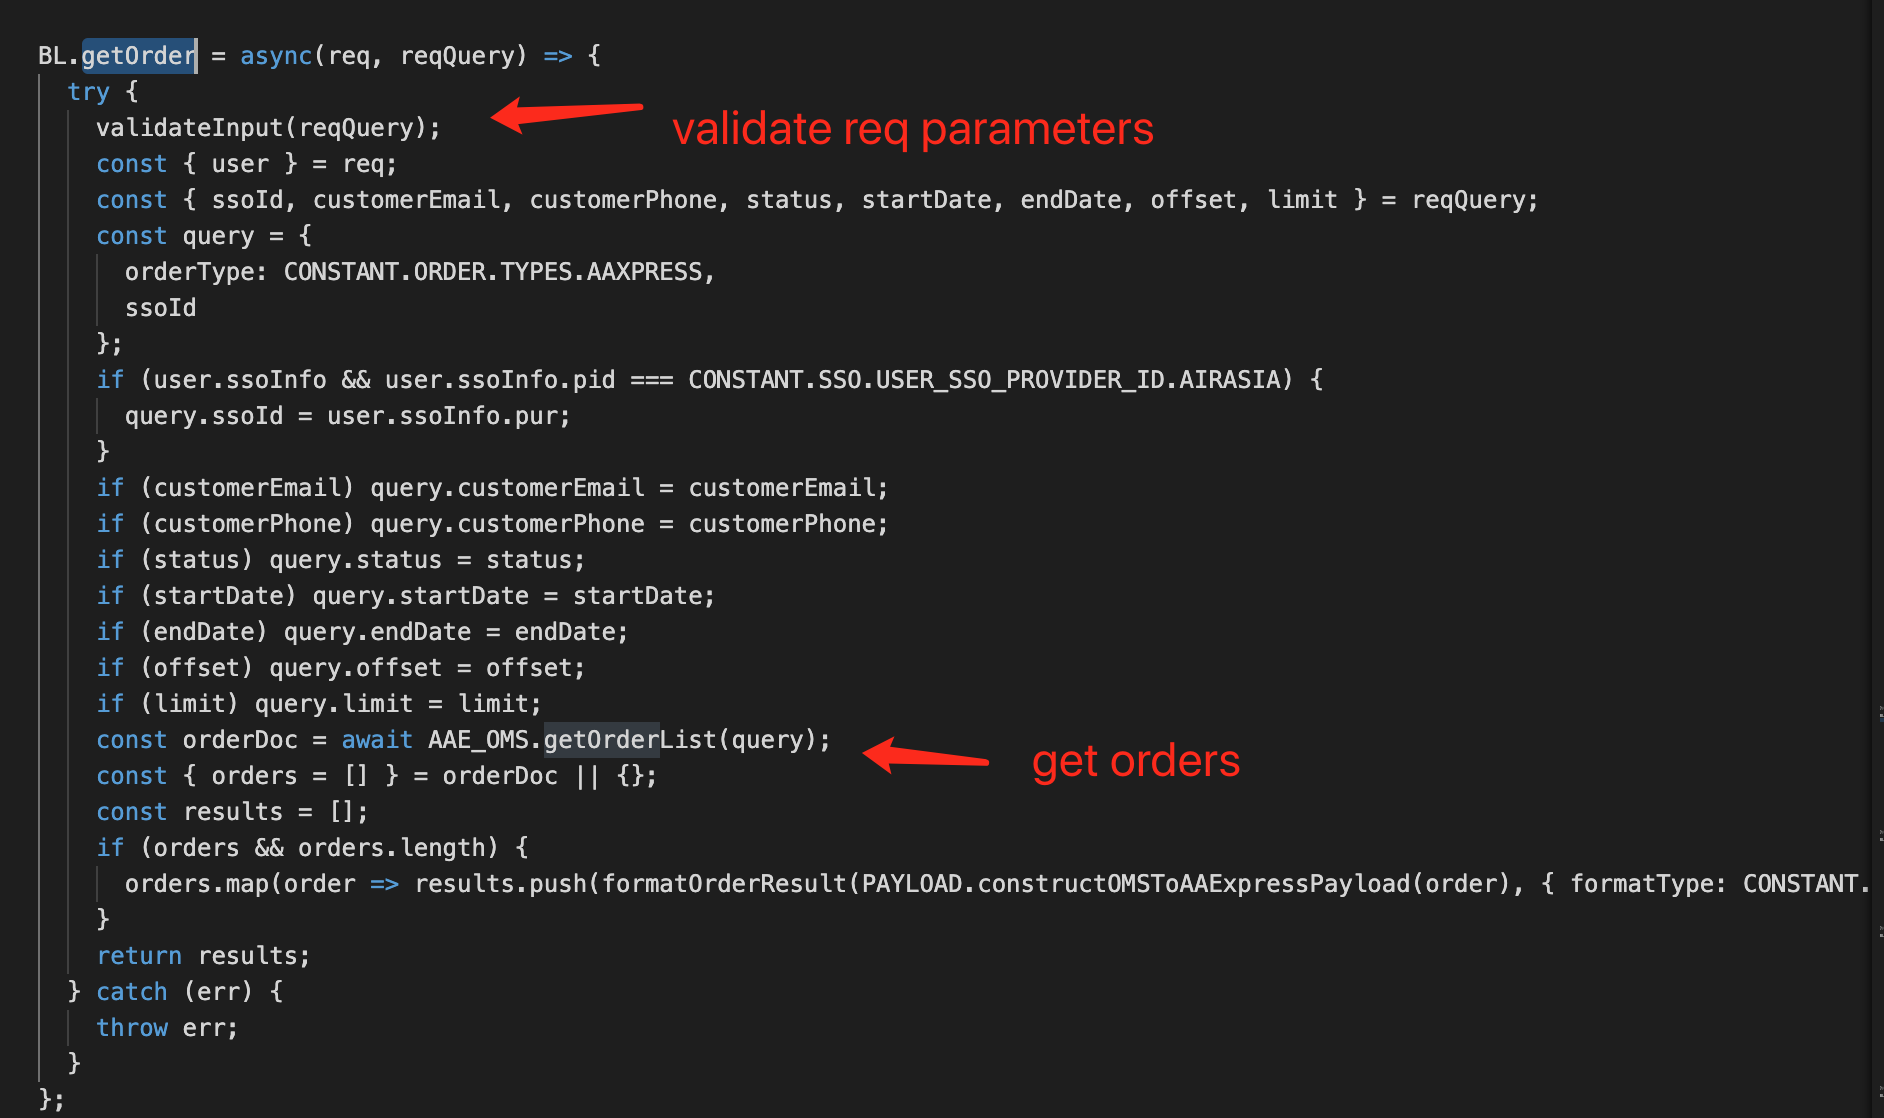 BL.getOrder = async(req, reqQuery) => {
try {
validateInput(reqQuery);
validate req parameters
const { user } = req;
const { ssoId, customerEmail, customerPhone, status, startDate, endDate, offset, limit } = reqQuery;
const query = {
orderType: CONSTANT.ORDER.TYPES.AAXPRESS,
ssoId
};
if (user.ssoInfo && user.ssoInfo.pid === CONSTANT.SSO.USER_SSO_PROVIDER_ID.AIRASIA) {
query.ssoId = user.ssoInfo.pur;
}
if (customerEmail) query.customerEmail = customerEmail;
if (customerPhone) query.customerPhone = customerPhone;
if (status) query.status = status;
if (startDate) query.startDate = startDate;
if (endDate) query.endDate = endDate;
if (offset) query.offset = offset;
if (limit) query.limit = limit;
const orderDoc = await AAE_OMS.getOrderList(query);
get orders
const { orders = [] } = orderDoc || {};
const results = [];
if (orders && orders.length) {
orders.map(order => results.push(formatOrderResult(PAYLOAD.constructOMSToAAExpressPayload(order), { formatType: CONSTANT.
}
return results;
} catch (err) {
throw err;
}
};